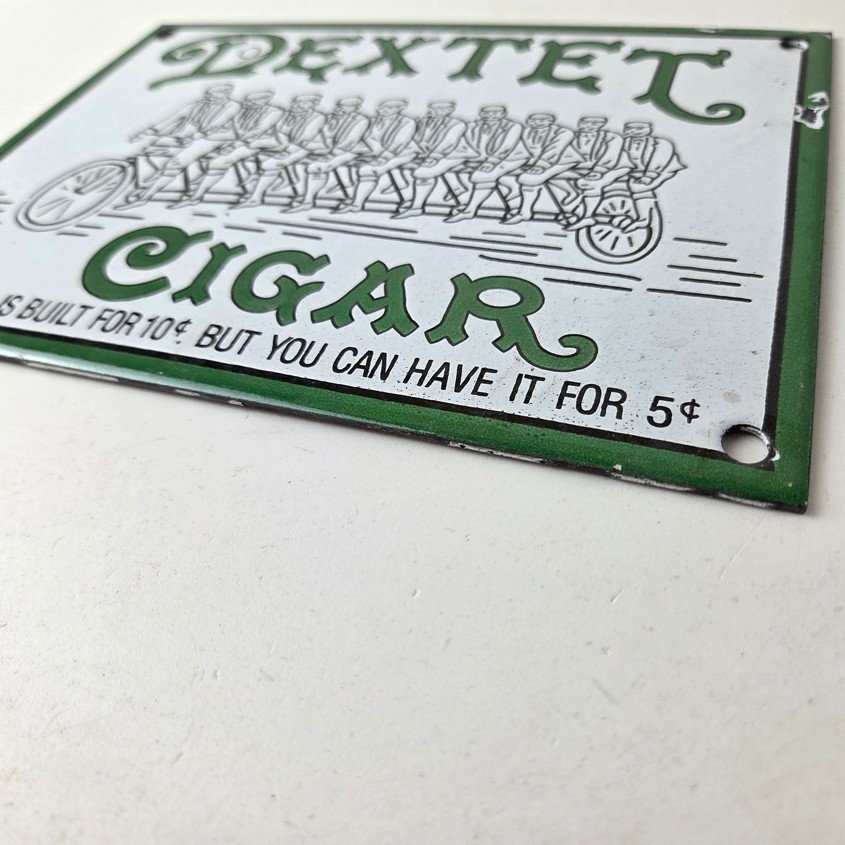 DEXTET
CIGAR
IS BUILT FOR 10¢. BUT YOU CAN HAVE IT FOR 5¢